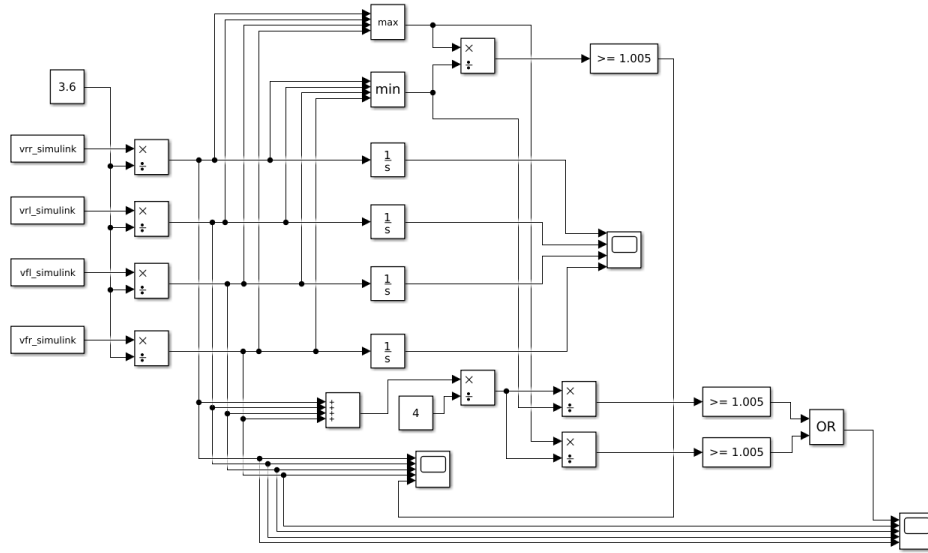 max
×
÷
>= 1.005
3.6
min
vrr_simulink
×
÷
1
s
vrl_simulink
×
÷
1
s
vfl_simulink
×
÷
1
s
vfr_simulink
×
÷
1
s
×
÷
+
+
+
+
4
×
÷
>= 1.005
OR
×
÷
>= 1.005